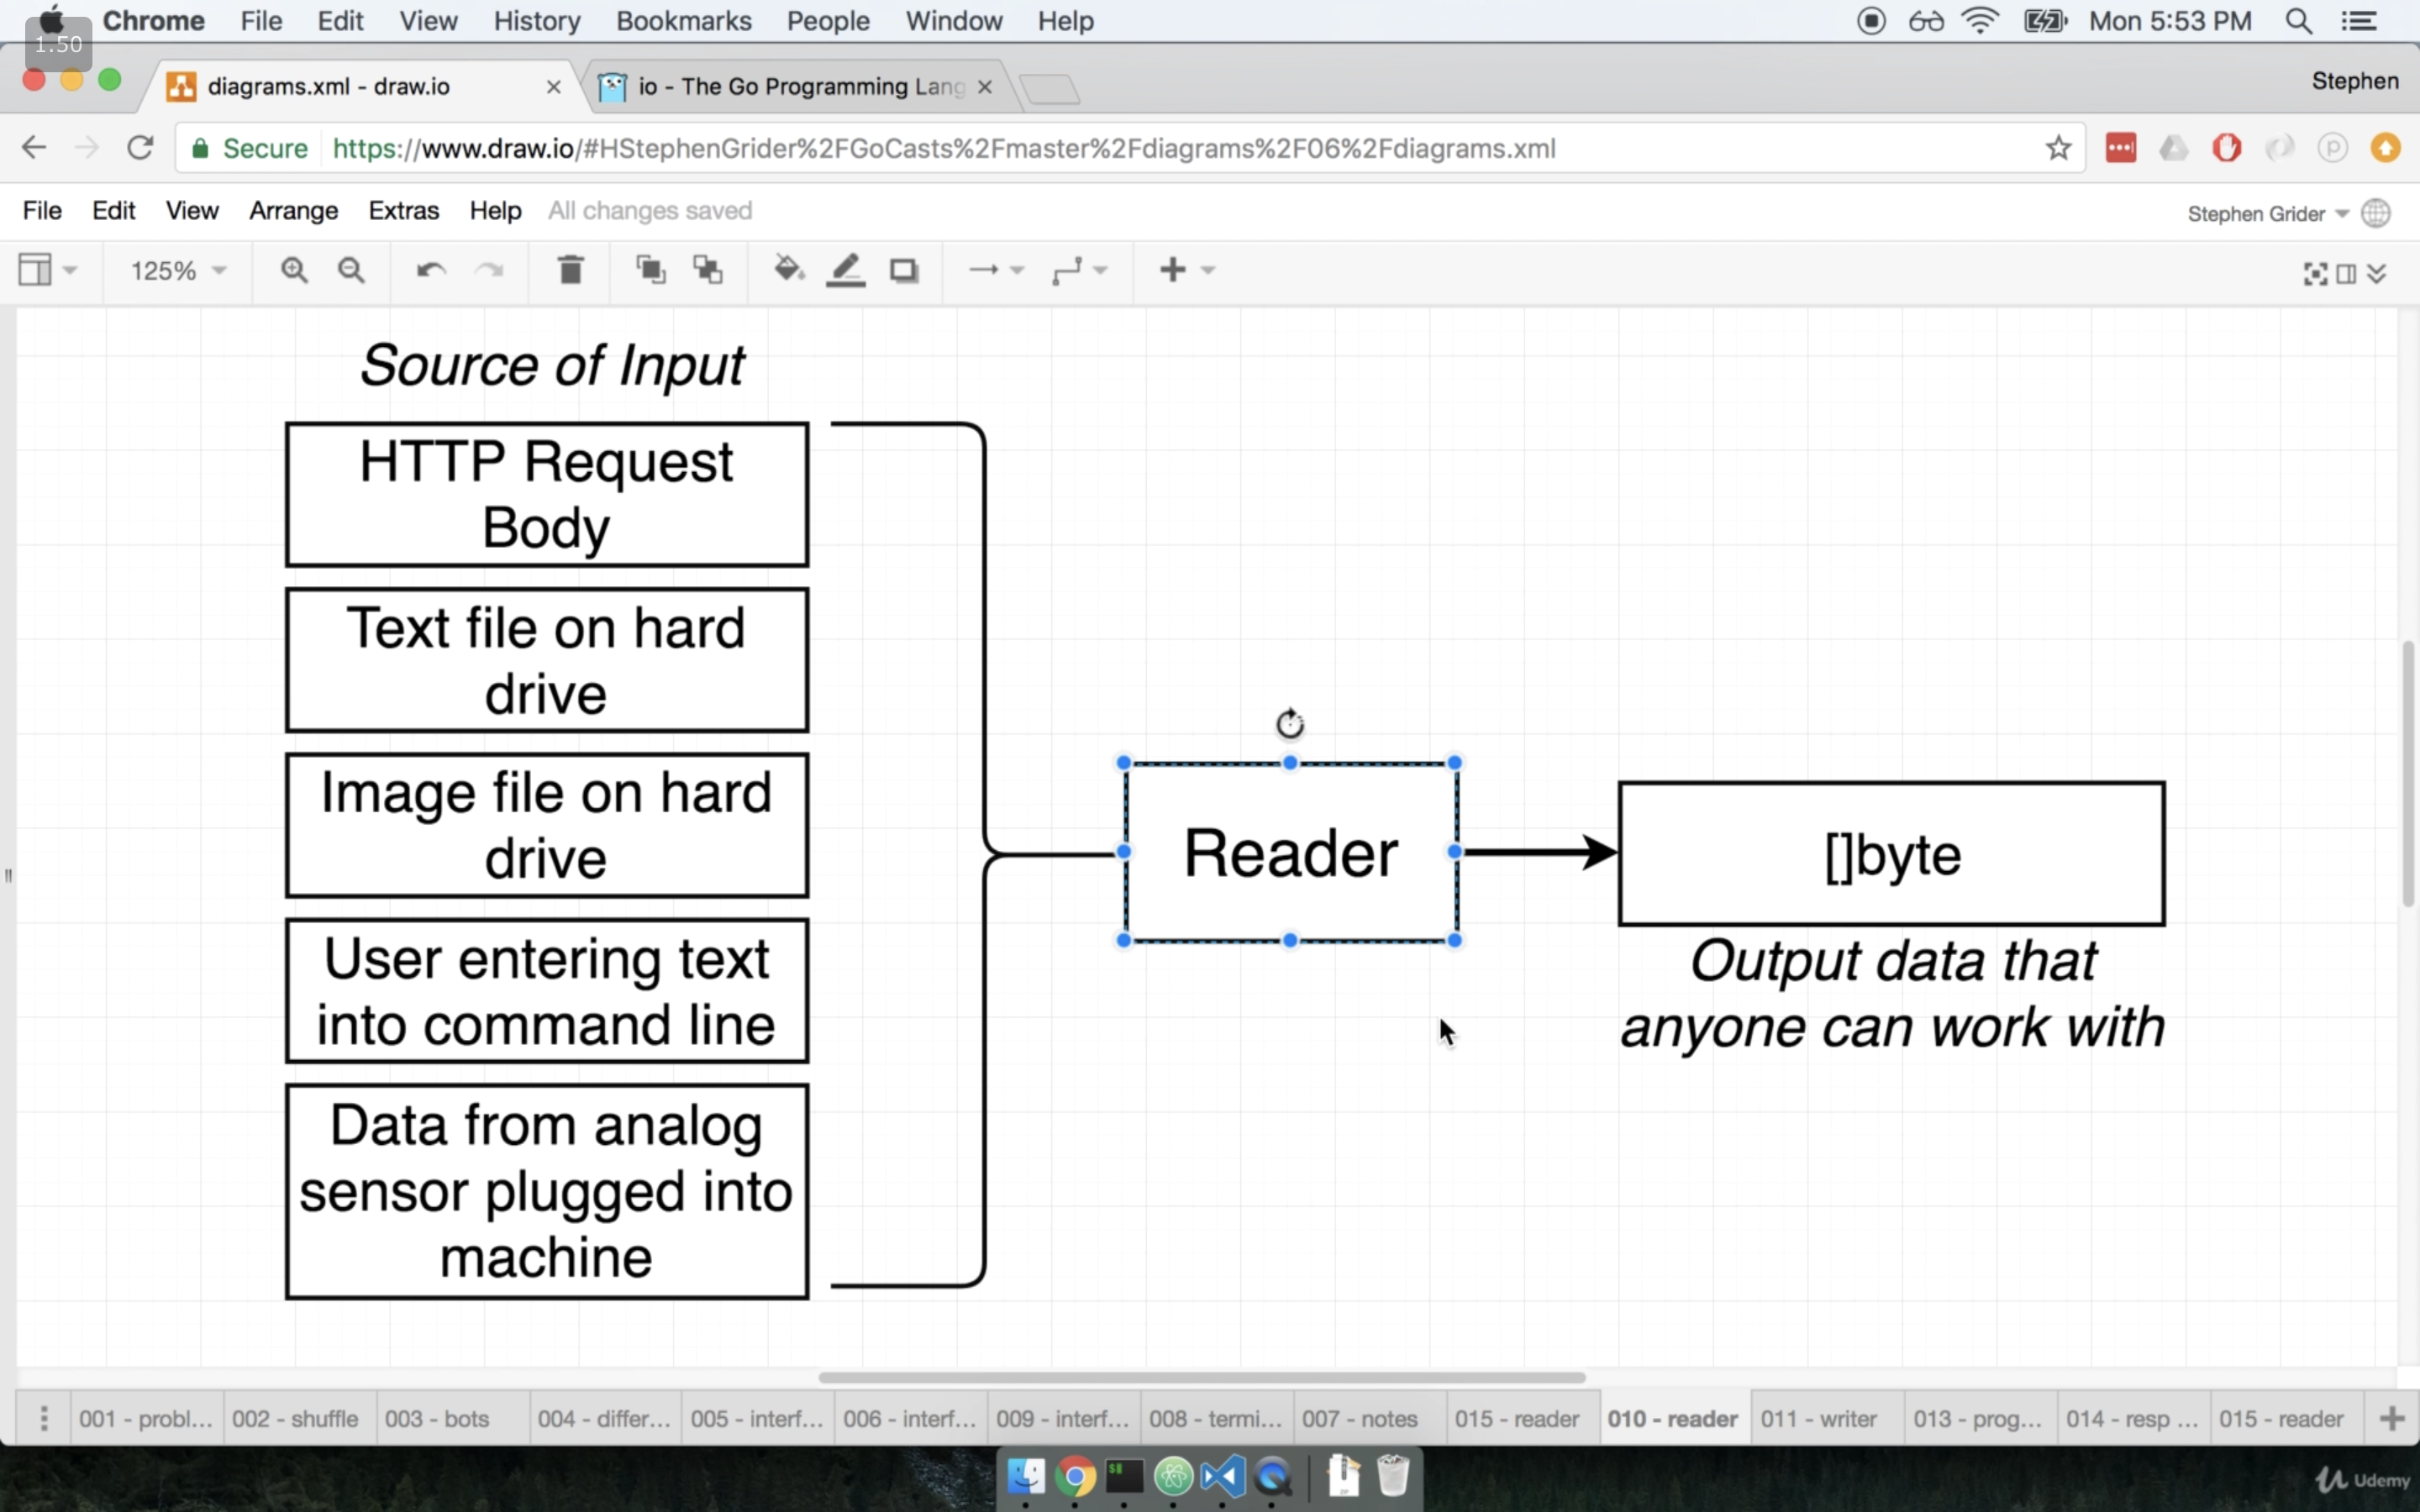 Chrome File Edit View History Bookmarks People Window Help Mon 5:53 PM
1.50
diagrams.xml - draw.io
io - The Go Programming Lang
Stephen
Secure https://www.draw.io/#HStephenGrider%2FGoCasts%2Fmaster%2Fdiagrams%2F06%2Fdiagrams.xml
File Edit View Arrange Extras Help All changes saved
Stephen Grider
125%
Source of Input
HTTP Request
Body
Text file on hard
drive
Image file on hard
drive
User entering text
into command line
Data from analog
sensor plugged into
machine
Reader
[]byte
Output data that
anyone can work with
001 - probl... 002 - shuffle 003 - bots 004 - differ... 005 - interf... 006 - interf... 009 - interf... 008 - termi... 007 - notes 015 - reader 010 - reader 011 - writer 013 - prog... 014 - resp ... 015 - reader
Udemy